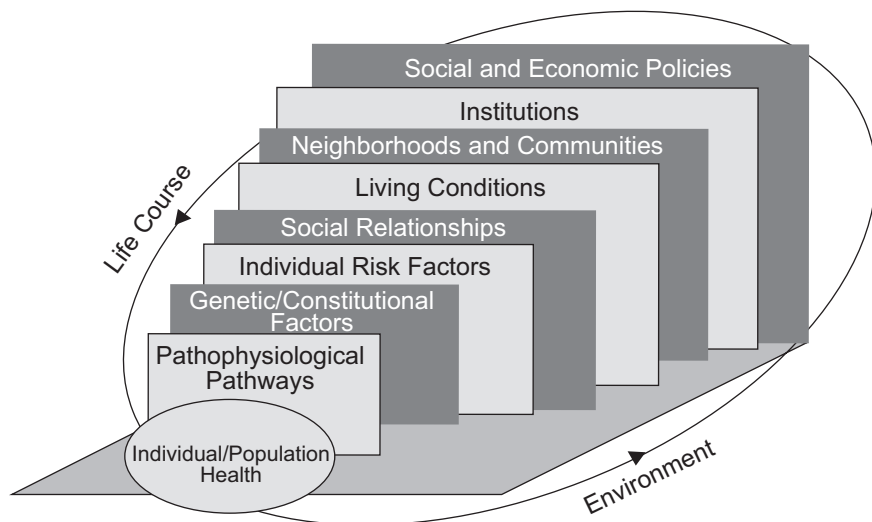 Social and Economic Policies
Institutions
Neighborhoods and Communities
Living Conditions
Social Relationships
Individual Risk Factors
Genetic/Constitutional
Factors
Pathophysiological
Pathways
Individual/Population
Health
Life Course
Environment